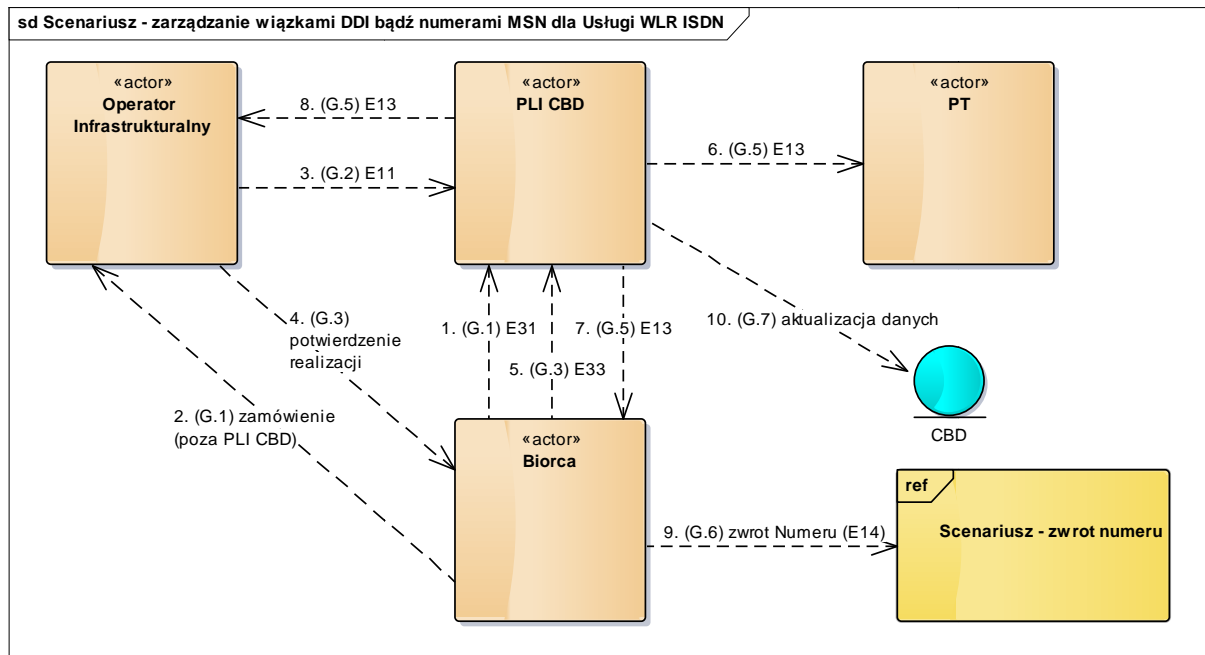 sd Scenariusz - zarządzanie wiązkami DDI bądź numerami MSN dla Usługi WLR ISDN
«actor»
Operator
Infrastrukturalny
«actor»
PLI CBD
«actor»
PT
8. (G.5) E13
3. (G.2) E11
6. (G.5) E13
4. (G.3)
potwierdzenie
realizacji
1. (G.1) E31
7. (G.5) E13
5. (G.3) E33
10. (G.7) aktualizacja danych
2. (G.1) zamówienie
(poza PLI CBD)
CBD
«actor»
Biorca
9. (G.6) zwrot Numeru (E14)
ref
Scenariusz - zwrot numeru